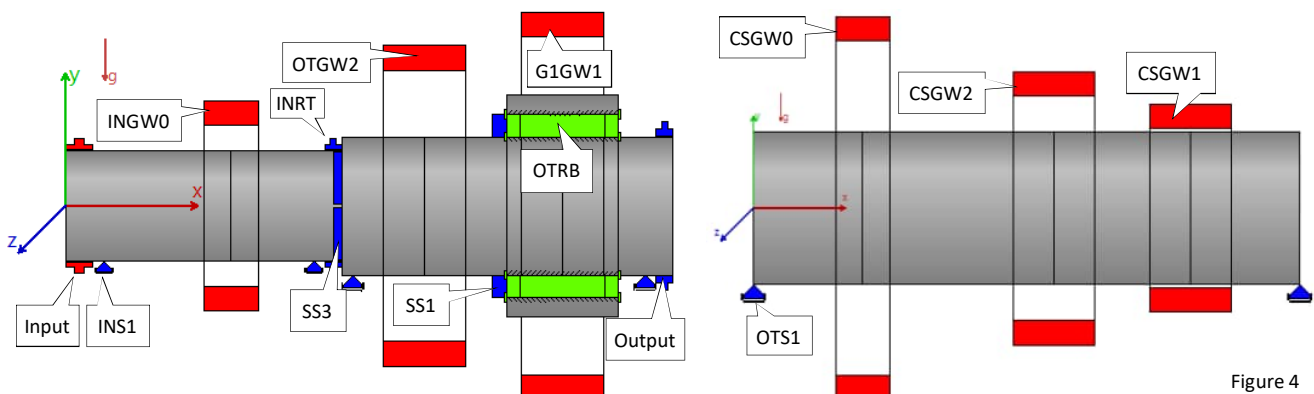 CSGW0
G1GW1
OTGW2
CSGW2
CSGW1
y
g
INRT
INGW0
OTRB
x
z
Input
INS1
SS3
SS1
Output
OTS1
Figure 4